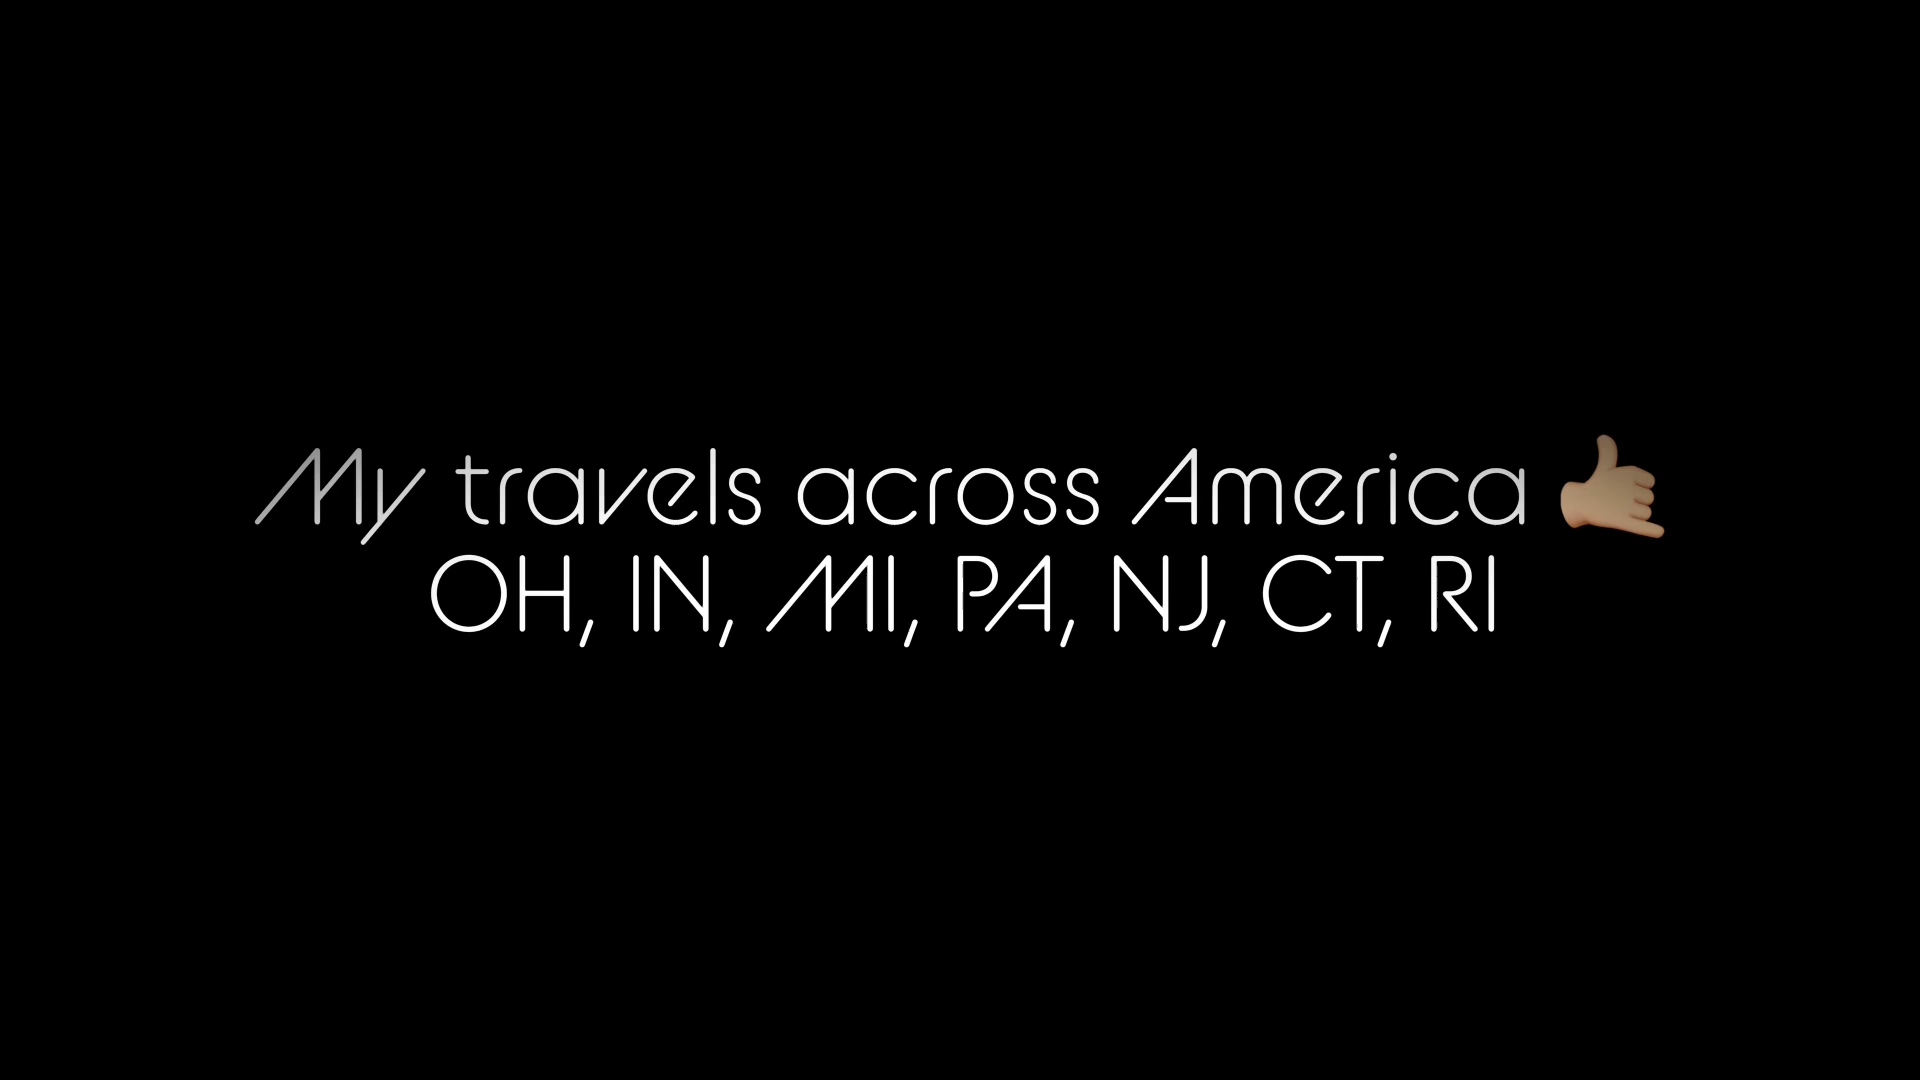 My travels across America 🤙🏼
OH, IN, MI, PA, NJ, CT, RI